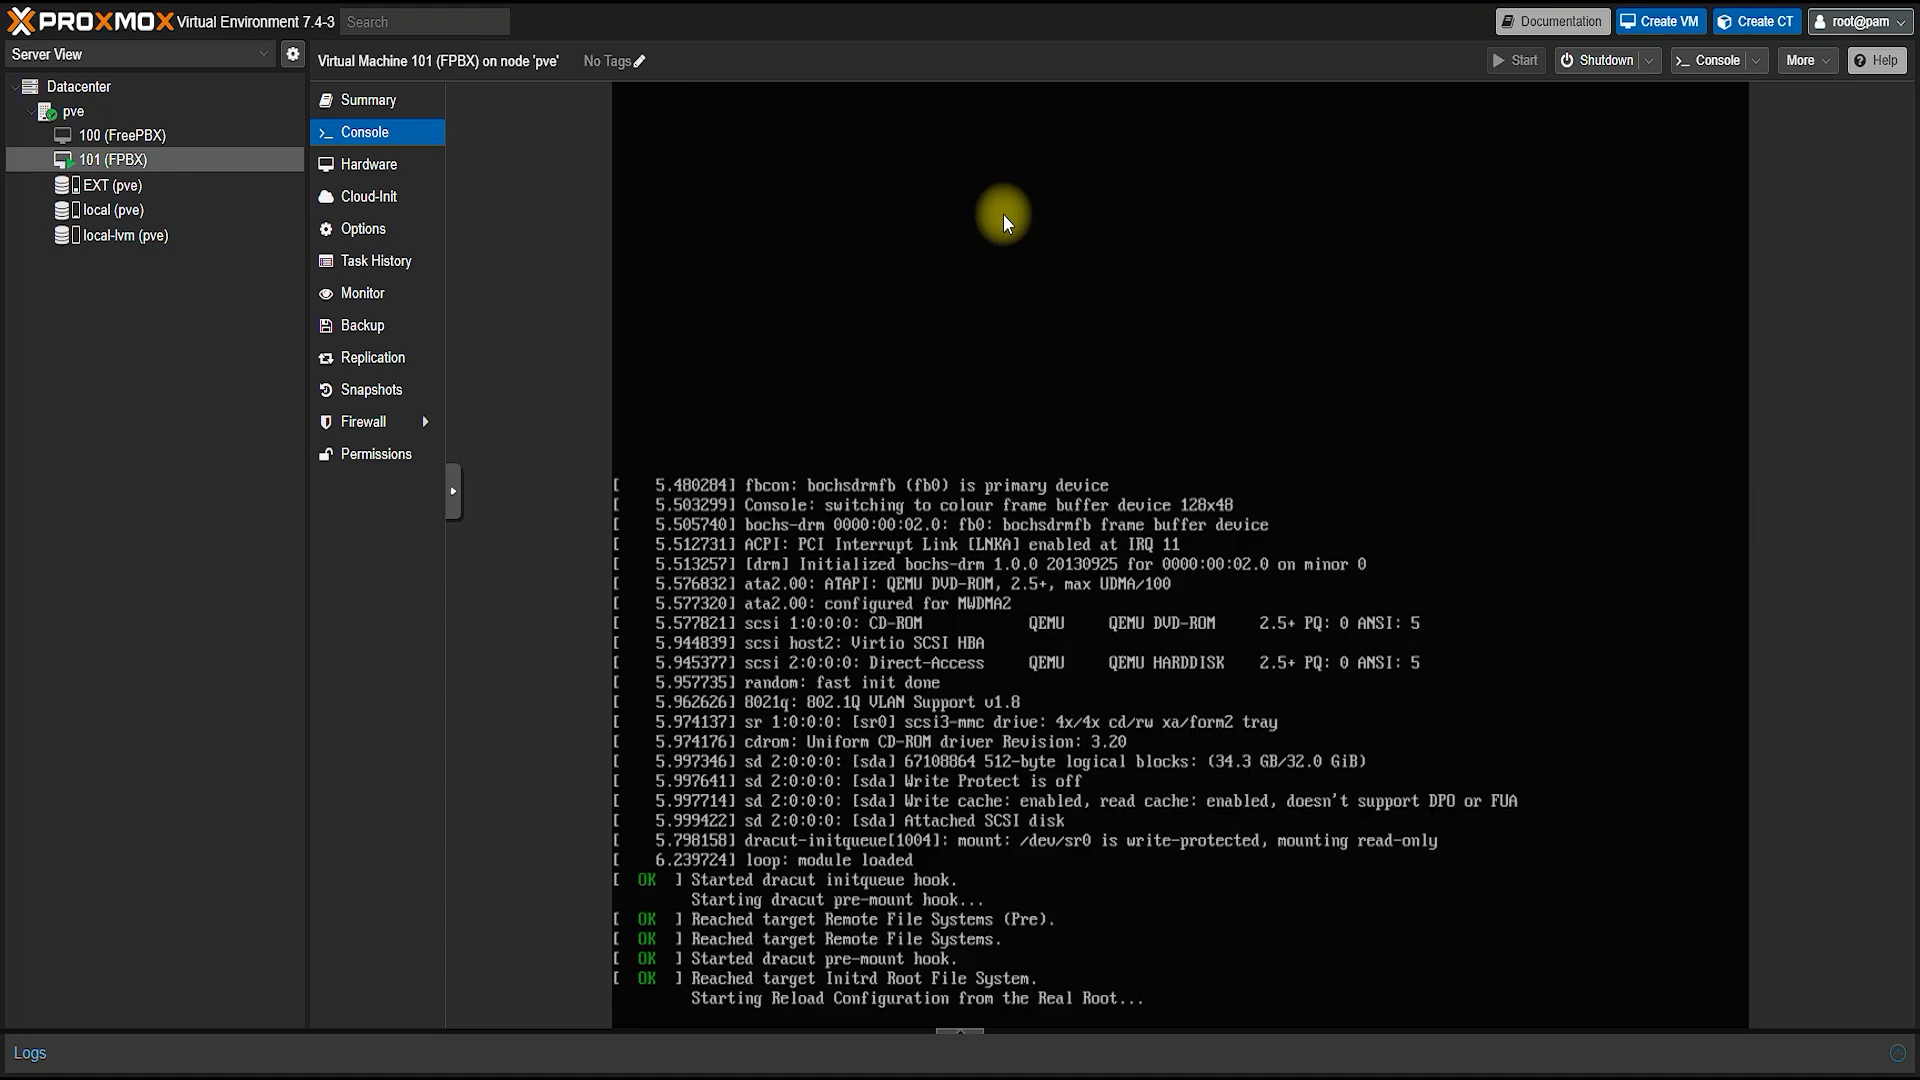 PROXMOX Virtual Environment 7.4-3 Search Documentation Create VM Create CT root@pam
Server View
Virtual Machine 101 (FPBX) on node 'pve' No Tags Start Shutdown Console More Help
Datacenter
pve
100 (FreePBX)
101 (FPBX)
EXT (pve)
local (pve)
local-lvm (pve)
Summary
Console
Hardware
Cloud-Init
Options
Task History
Monitor
Backup
Replication
Snapshots
Firewall
Permissions
[    5.480284] fbcon: bochsdrmfb (fb0) is primary device
[    5.503299] Console: switching to colour frame buffer device 128x48
[    5.505740] bochs-drm 0000:00:02.0: fb0: bochsdrmfb frame buffer device
[    5.512731] ACPI: PCI Interrupt Link [LNKA] enabled at IRQ 11
[    5.513257] [drm] Initialized bochs-drm 1.0.0 20130925 for 0000:00:02.0 on minor 0
[    5.576832] ata2.00: ATAPI: QEMU DVD-ROM, 2.5+, max UDMA/100
[    5.577320] ata2.00: configured for MWDMA2
[    5.577821] scsi 1:0:0:0: CD-ROM            QEMU     QEMU DVD-ROM     2.5+ PQ: 0 ANSI: 5
[    5.944839] scsi host2: Virtio SCSI HBA
[    5.945377] scsi 2:0:0:0: Direct-Access     QEMU     QEMU HARDDISK    2.5+ PQ: 0 ANSI: 5
[    5.957735] random: fast init done
[    5.962626] 8021q: 802.1Q VLAN Support v1.8
[    5.974137] sr 1:0:0:0: [sr0] scsi3-mmc drive: 4x/4x cd/rw xa/form2 tray
[    5.974176] cdrom: Uniform CD-ROM driver Revision: 3.20
[    5.997346] sd 2:0:0:0: [sda] 67108864 512-byte logical blocks: (34.3 GB/32.0 GiB)
[    5.997641] sd 2:0:0:0: [sda] Write Protect is off
[    5.997714] sd 2:0:0:0: [sda] Write cache: enabled, read cache: enabled, doesn't support DPO or FUA
[    5.999422] sd 2:0:0:0: [sda] Attached SCSI disk
[    5.798158] dracut-initqueue[1004]: mount: /dev/sr0 is write-protected, mounting read-only
[    6.239724] loop: module loaded
[  OK  ] Started dracut initqueue hook.
Starting dracut pre-mount hook...
[  OK  ] Reached target Remote File Systems (Pre).
[  OK  ] Reached target Remote File Systems.
[  OK  ] Started dracut pre-mount hook.
[  OK  ] Reached target Initrd Root File System.
Starting Reload Configuration from the Real Root...
Logs